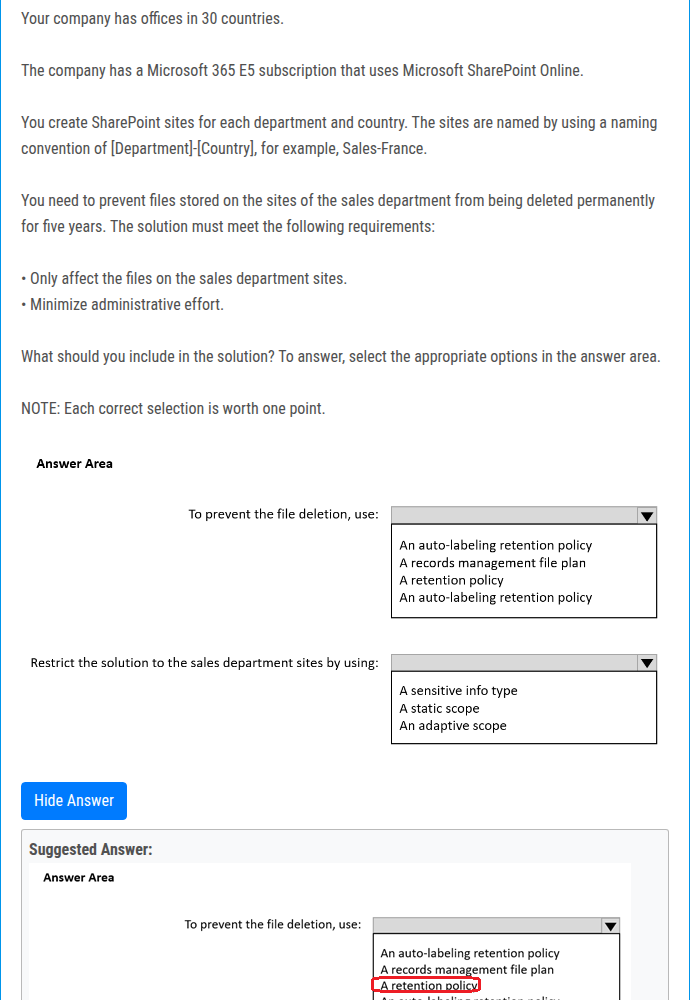 Your company has offices in 30 countries.
The company has a Microsoft 365 E5 subscription that uses Microsoft SharePoint Online.
You create SharePoint sites for each department and country. The sites are named by using a naming
convention of [Department]-[Country], for example, Sales-France.
You need to prevent files stored on the sites of the sales department from being deleted permanently
for five years. The solution must meet the following requirements:
• Only affect the files on the sales department sites.
• Minimize administrative effort.
What should you include in the solution? To answer, select the appropriate options in the answer area.
NOTE: Each correct selection is worth one point.
Answer Area
To prevent the file deletion, use:
An auto-labeling retention policy
A records management file plan
A retention policy
An auto-labeling retention policy
Restrict the solution to the sales department sites by using:
A sensitive info type
A static scope
An adaptive scope
Hide Answer
Suggested Answer:
Answer Area
To prevent the file deletion, use:
An auto-labeling retention policy
A records management file plan
A retention policy
An auto-labeling retention policy